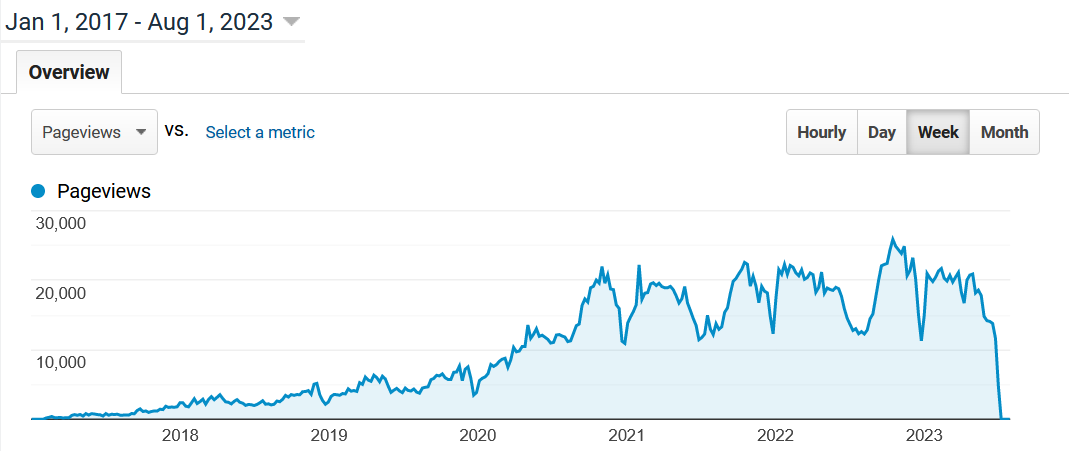 Jan 1, 2017 - Aug 1, 2023
Overview
Pageviews vs. Select a metric Hourly Day Week Month
Pageviews
30,000
20,000
10,000
2018 2019 2020 2021 2022 2023